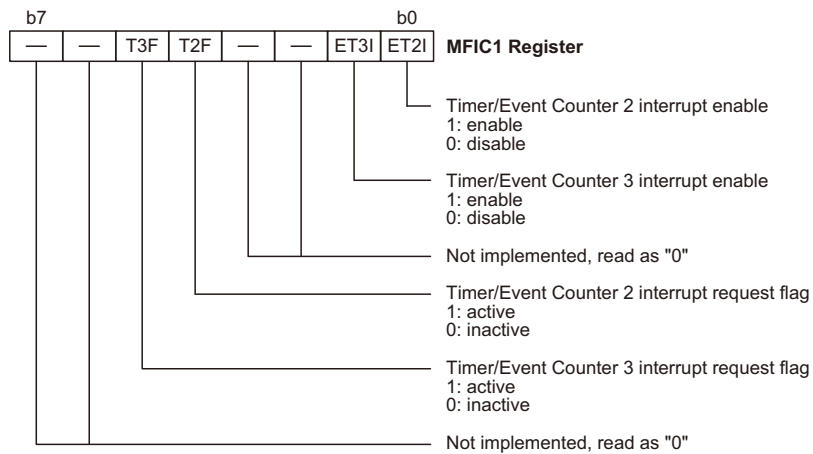 b7 b0
— — T3F T2F — — ET3I ET2I MFIC1 Register
Timer/Event Counter 2 interrupt enable
1: enable
0: disable
Timer/Event Counter 3 interrupt enable
1: enable
0: disable
Not implemented, read as "0"
Timer/Event Counter 2 interrupt request flag
1: active
0: inactive
Timer/Event Counter 3 interrupt request flag
1: active
0: inactive
Not implemented, read as "0"